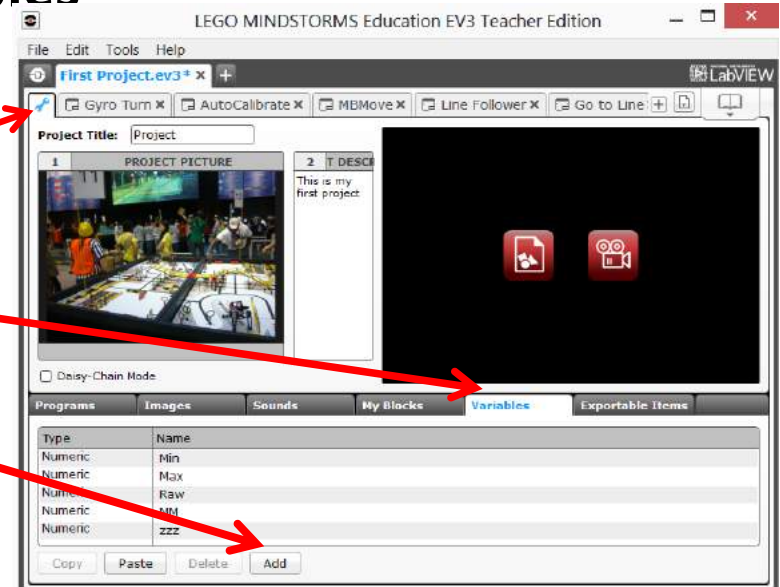 LEGO MINDSTORMS Education EV3 Teacher Edition
File Edit Tools Help
First Project.ev3* × + LabVIEW
Gyro Turn × AutoCalibrate × MBMove × Line Follower × Go to Line +
Project Title: Project
1 PROJECT PICTURE 2 T DESCR
11
This is my
first project
Daisy-Chain Mode
Programs Images Sounds My Blocks Variables Exportable Items
Type Name
Numeric Min
Numeric Max
Numeric Raw
Numeric MM
Numeric zzz
Copy Paste Delete Add